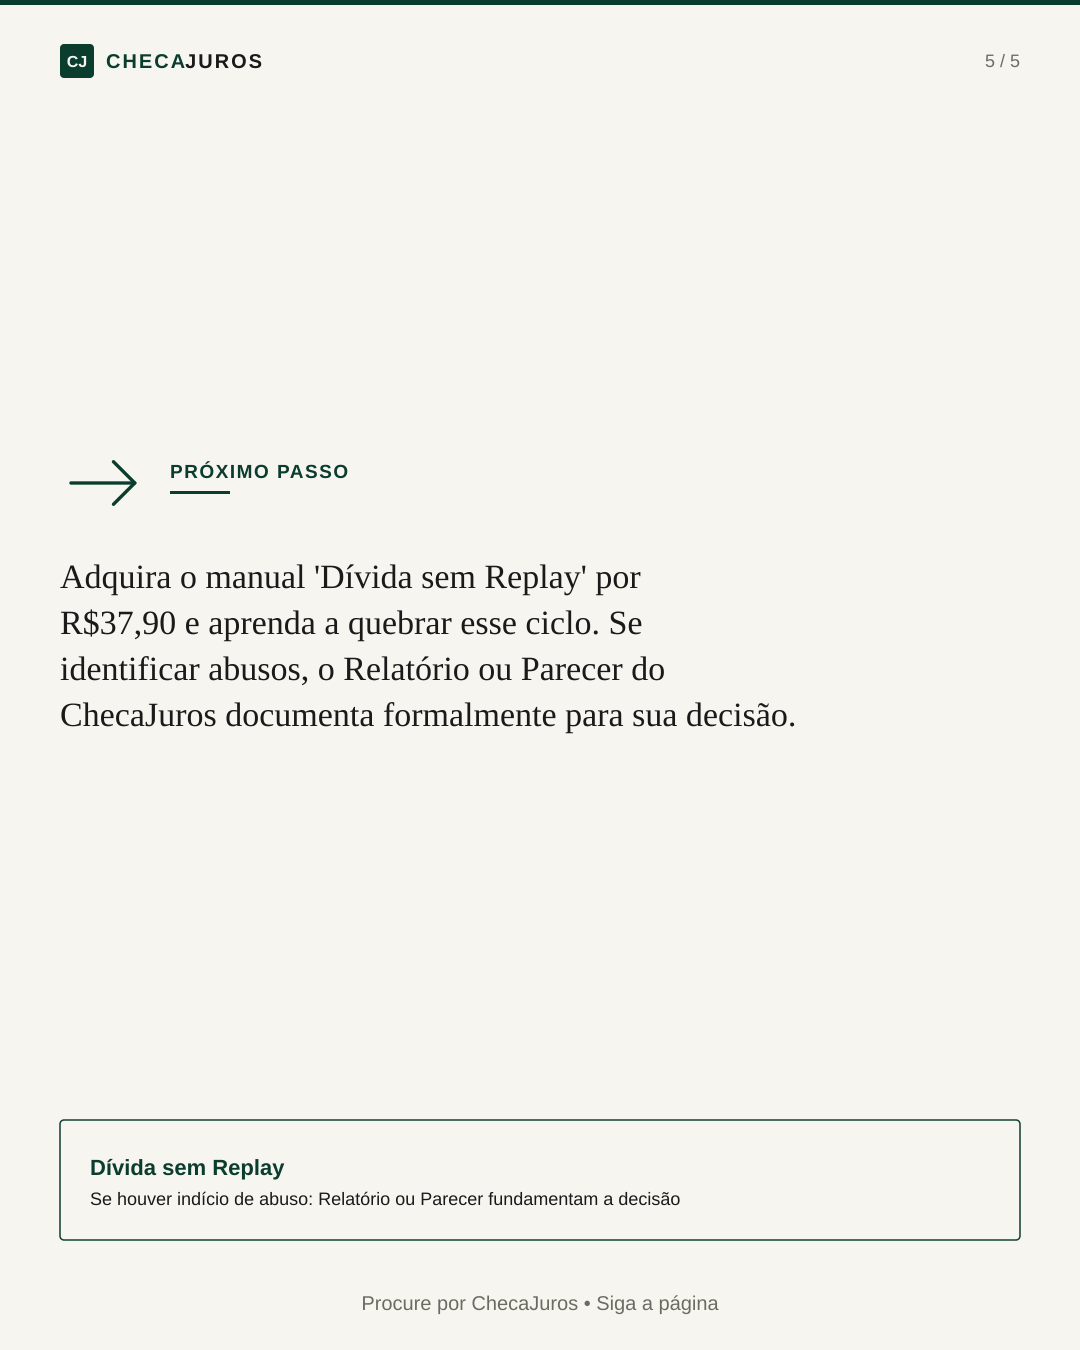 CJ CHECAJUROS
5 / 5
PRÓXIMO PASSO
Adquira o manual 'Dívida sem Replay' por
R$37,90 e aprenda a quebrar esse ciclo. Se
identificar abusos, o Relatório ou Parecer do
ChecaJuros documenta formalmente para sua decisão.
Dívida sem Replay
Se houver indício de abuso: Relatório ou Parecer fundamentam a decisão
Procure por ChecaJuros • Siga a página